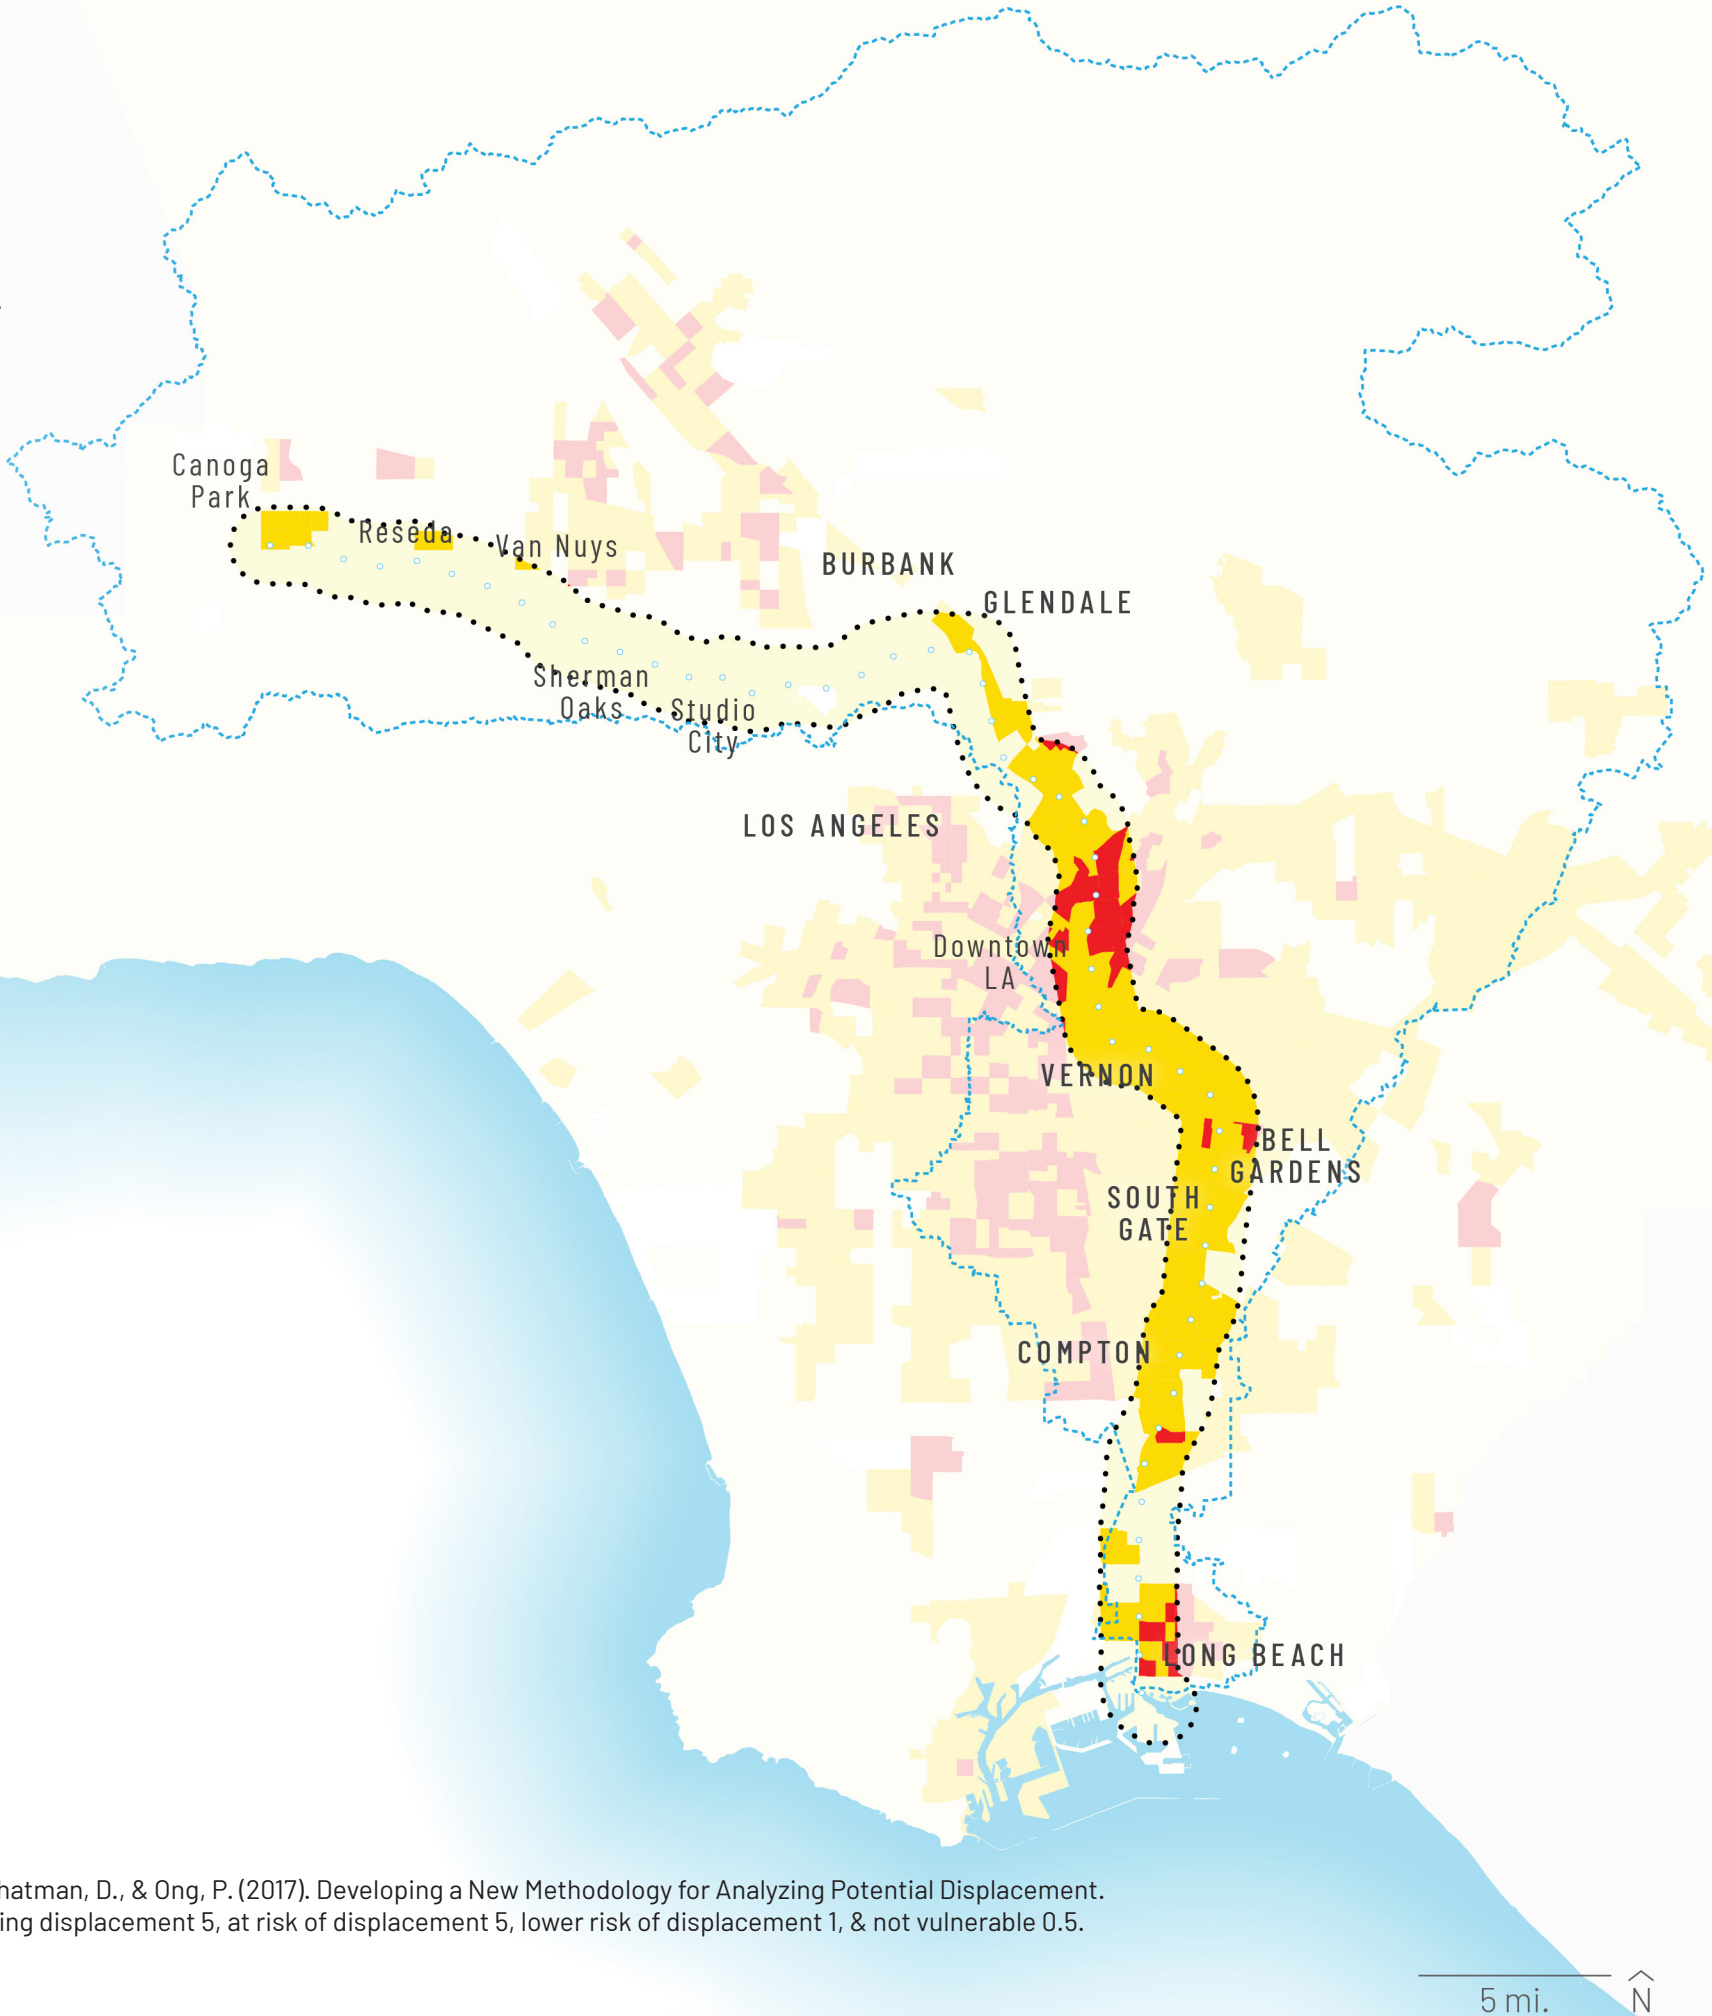 Canoga
Park
Reseda
Van Nuys
BURBANK
GLENDALE
Sherman
Oaks
Studio
City
LOS ANGELES
Downtown
LA
VERNON
BELL
GARDENS
SOUTH
GATE
COMPTON
LONG BEACH
hatman, D., & Ong, P. (2017). Developing a New Methodology for Analyzing Potential Displacement.
ing displacement 5, at risk of displacement 5, lower risk of displacement 1, & not vulnerable 0.5.
5 mi.
N